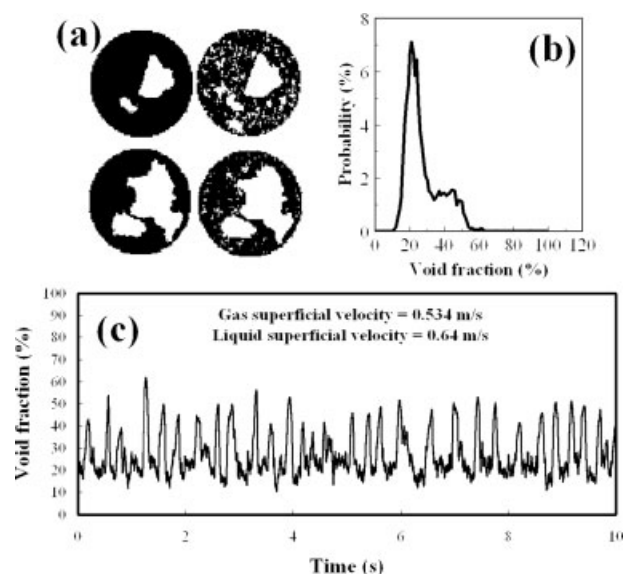 (a)
(b)
8
6
4
2
0
Probability (%)
0 20 40 60 80 100 120
Void fraction (%)
(c)
Gas superficial velocity = 0.534 m/s
Liquid superficial velocity = 0.64 m/s
100
90
80
70
60
50
40
30
20
10
0
Void fraction (%)
0 2 4 6 8 10
Time (s)